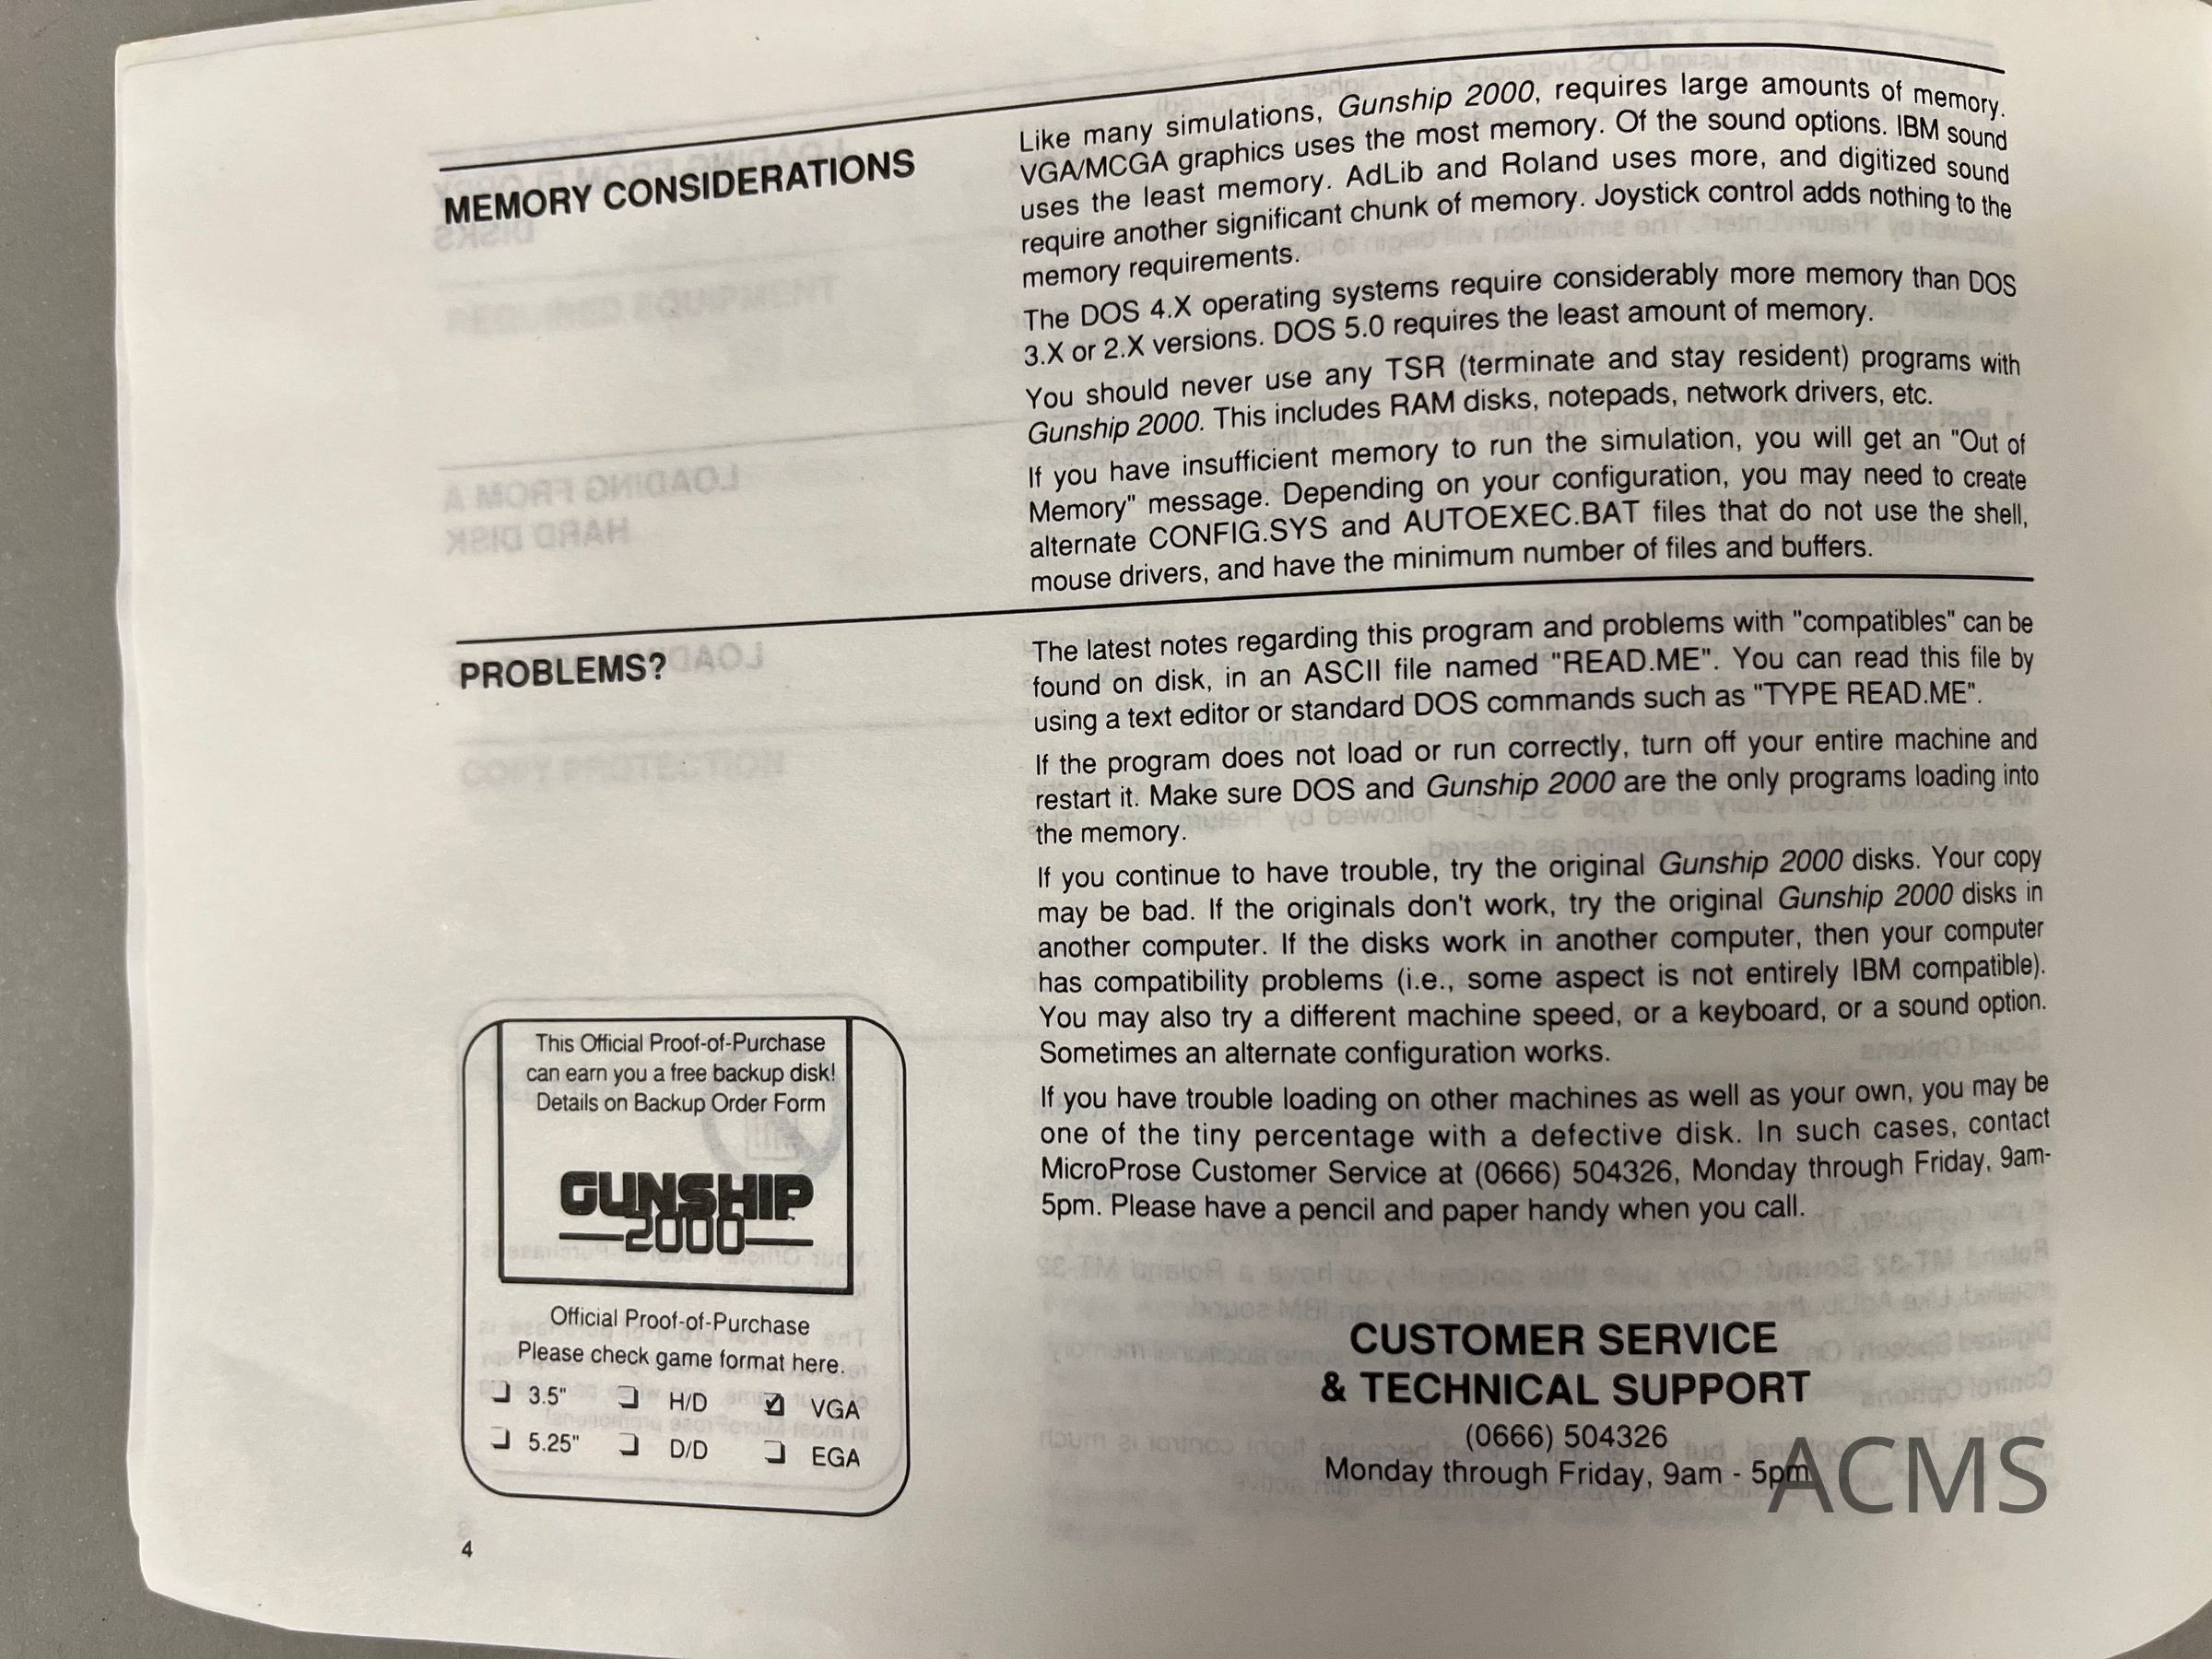 MEMORY CONSIDERATIONS
Like many simulations, Gunship 2000, requires large amounts of memory.
VGA/MCGA graphics uses the most memory. Of the sound options. IBM sound
uses the least memory. AdLib and Roland uses more, and digitized sound
require another significant chunk of memory. Joystick control adds nothing to the
memory requirements.
The DOS 4.X operating systems require considerably more memory than DOS
3.X or 2.X versions. DOS 5.0 requires the least amount of memory.
You should never use any TSR (terminate and stay resident) programs with
Gunship 2000. This includes RAM disks, notepads, network drivers, etc.
If you have insufficient memory to run the simulation, you will get an "Out of
Memory" message. Depending on your configuration, you may need to create
alternate CONFIG.SYS and AUTOEXEC.BAT files that do not use the shell,
mouse drivers, and have the minimum number of files and buffers.
PROBLEMS?
The latest notes regarding this program and problems with "compatibles" can be
found on disk, in an ASCII file named "READ.ME". You can read this file by
using a text editor or standard DOS commands such as "TYPE READ.ME".
If the program does not load or run correctly, turn off your entire machine and
restart it. Make sure DOS and Gunship 2000 are the only programs loading into
the memory.
If you continue to have trouble, try the original Gunship 2000 disks. Your copy
may be bad. If the originals don't work, try the original Gunship 2000 disks in
another computer. If the disks work in another computer, then your computer
has compatibility problems (i.e., some aspect is not entirely IBM compatible).
You may also try a different machine speed, or a keyboard, or a sound option.
Sometimes an alternate configuration works.
If you have trouble loading on other machines as well as your own, you may be
one of the tiny percentage with a defective disk. In such cases, contact
MicroProse Customer Service at (0666) 504326, Monday through Friday, 9am-
5pm. Please have a pencil and paper handy when you call.
This Official Proof-of-Purchase
can earn you a free backup disk!
Details on Backup Order Form
GUNSHIP
2000
Official Proof-of-Purchase
Please check game format here.
3.5" H/D VGA
5.25" D/D EGA
CUSTOMER SERVICE
& TECHNICAL SUPPORT
(0666) 504326
Monday through Friday, 9am - 5pm
ACMS
4